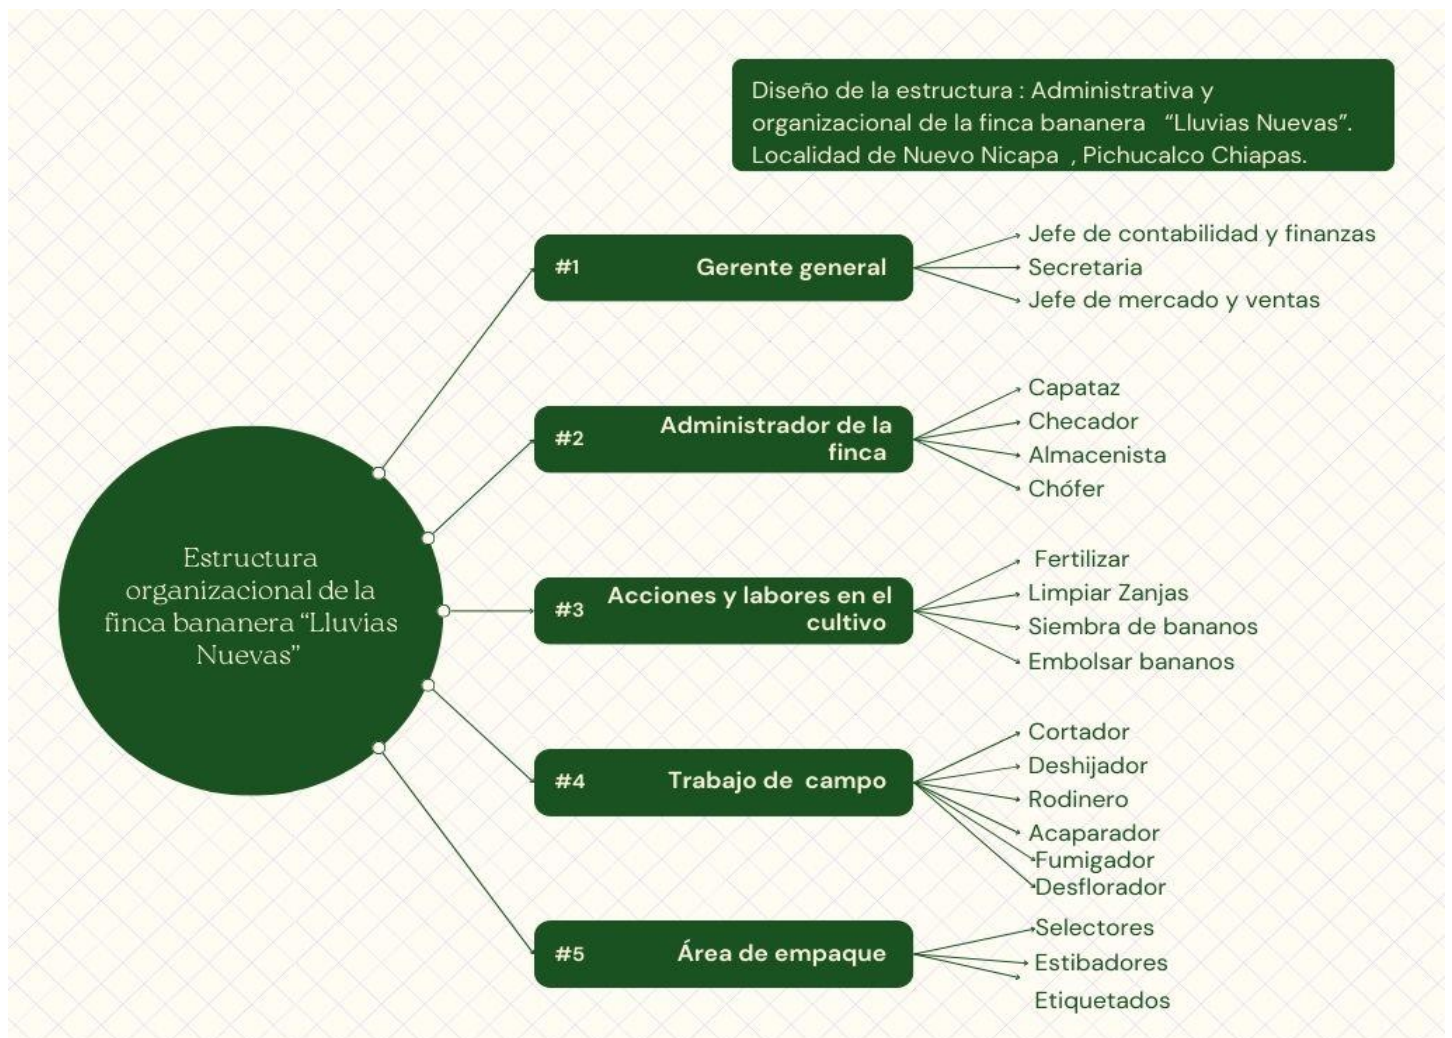 Diseño de la estructura : Administrativa y
organizacional de la finca bananera “Lluvias Nuevas”.
Localidad de Nuevo Nicapa , Pichucalco Chiapas.
Estructura
organizacional de la
finca bananera “Lluvias
Nuevas”
#1 Gerente general
Jefe de contabilidad y finanzas
Secretaria
Jefe de mercado y ventas
#2 Administrador de la
finca
Capataz
Checador
Almacenista
Chófer
#3 Acciones y labores en el
cultivo
Fertilizar
Limpiar Zanjas
Siembra de bananos
Embolsar bananos
#4 Trabajo de campo
Cortador
Deshijador
Rodinero
Acaparador
Fumigador
Desflorador
#5 Área de empaque
Selectores
Estibadores
Etiquetados